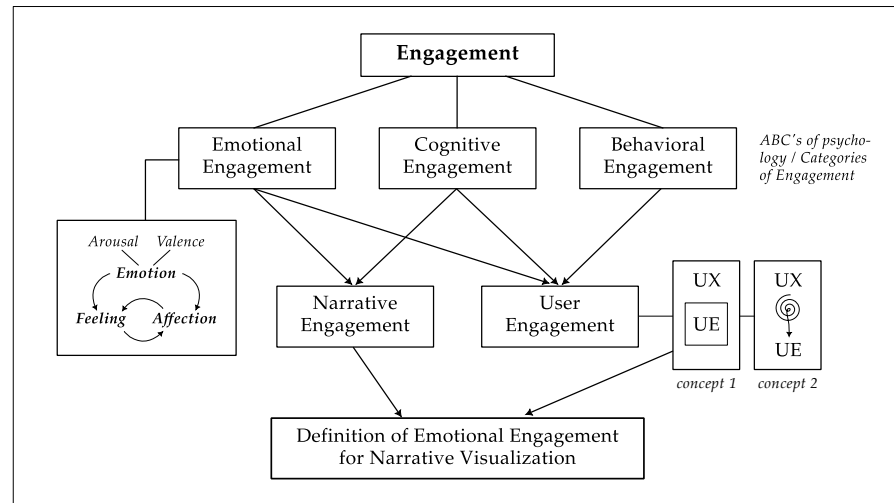 Engagement
Emotional
Engagement
Cognitive
Engagement
Behavioral
Engagement
ABC's of psycho-
logy / Categories
of Engagement
Arousal Valence
Emotion
Feeling Affection
Narrative
Engagement
User
Engagement
UX
UE
concept 1
UX
UE
concept 2
Definition of Emotional Engagement
for Narrative Visualization